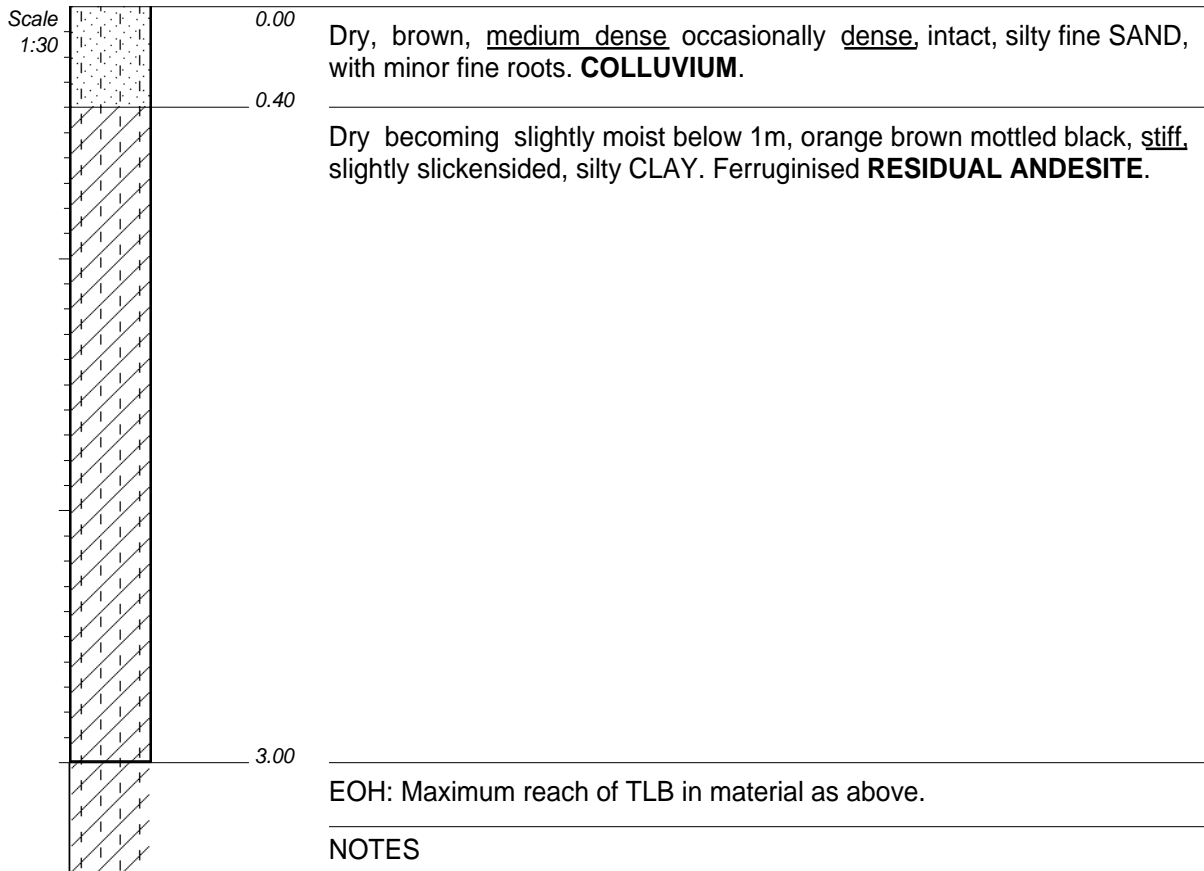 Scale
1:30
0.00
Dry, brown, medium dense occasionally dense, intact, silty fine SAND,
with minor fine roots. COLLUVIUM.
0.40
Dry becoming slightly moist below 1m, orange brown mottled black, stiff,
slightly slickensided, silty CLAY. Ferruginised RESIDUAL ANDESITE.
3.00
EOH: Maximum reach of TLB in material as above.
NOTES